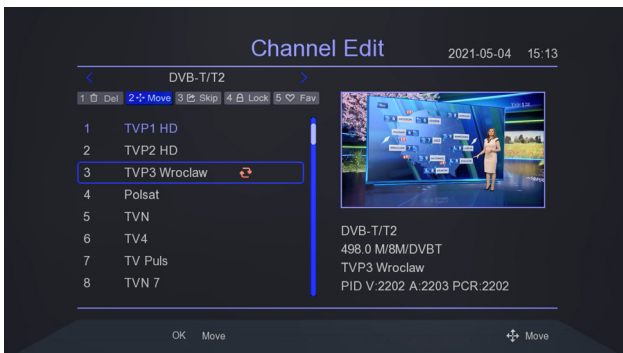 Channel Edit
2021-05-04 15:13
DVB-T/T2
1 Del 2 Move 3 Skip 4 Lock 5 Fav
1 TVP1 HD
2 TVP2 HD
3 TVP3 Wroclaw
4 Polsat
5 TVN
6 TV4
7 TV Puls
8 TVN 7
DVB-T/T2
498.0 M/8M/DVBT
TVP3 Wroclaw
PID V:2202 A:2203 PCR:2202
OK Move
Move